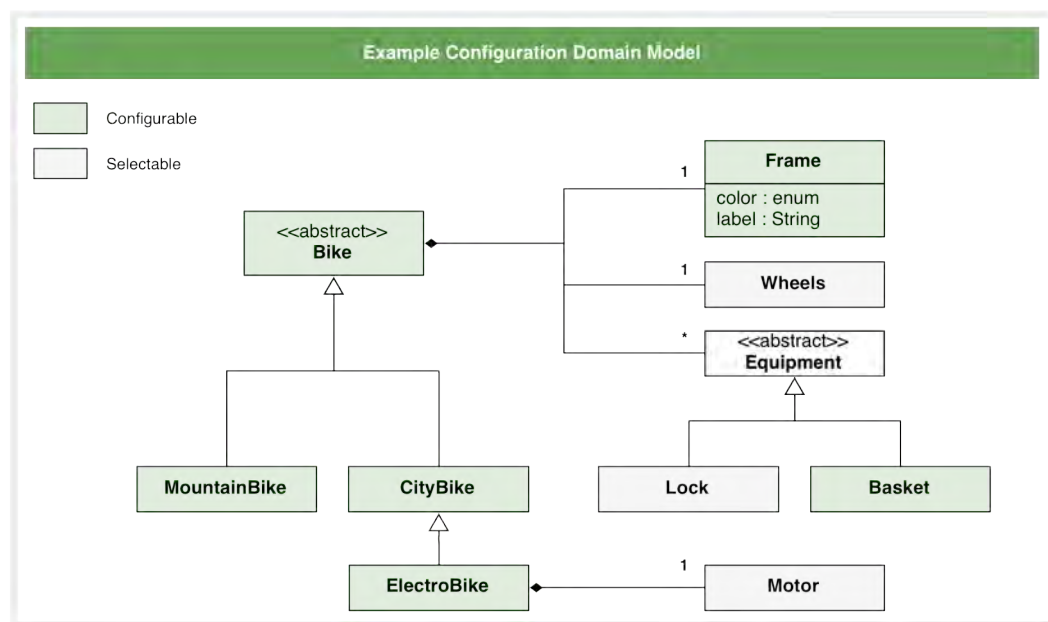 Example Configuration Domain Model
Configurable
Selectable
1
Frame
color : enum
label : String
<<abstract>>
Bike
1
Wheels
*
<<abstract>>
Equipment
MountainBike
CityBike
Lock
Basket
ElectroBike
1
Motor